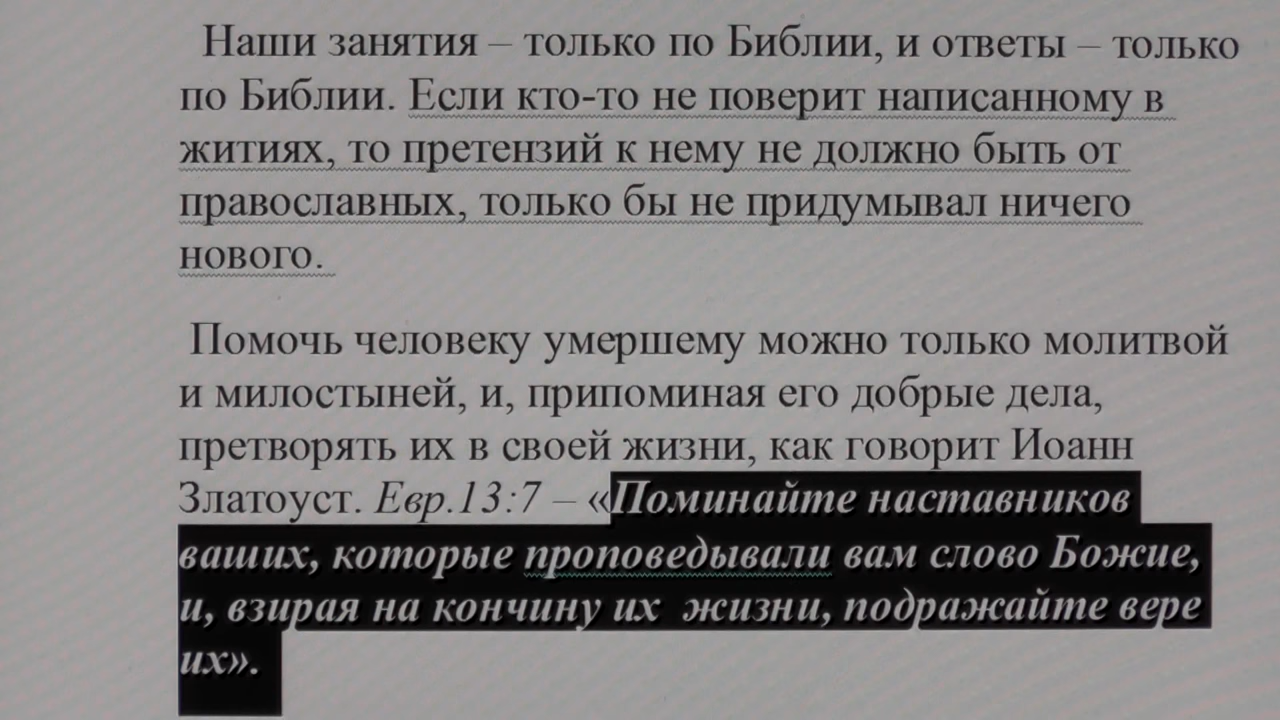 Наши занятия – только по Библии, и ответы – только
по Библии. Если кто-то не поверит написанному в
житиях, то претензий к нему не должно быть от
православных, только бы не придумывал ничего
нового.
Помочь человеку умершему можно только молитвой
и милостыней, и, припоминая его добрые дела,
претворять их в своей жизни, как говорит Иоанн
Златоуст. Евр.13:7 – «Поминайте наставников
ваших, которые проповедывали вам слово Божие,
и, взирая на кончину их жизни, подражайте вере
их».